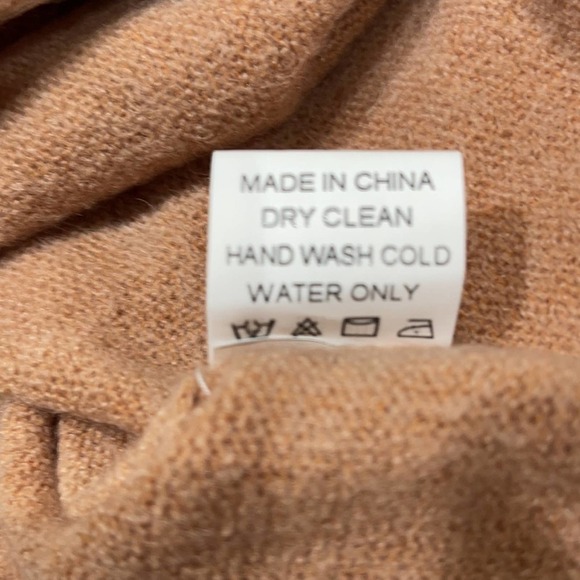 MADE IN CHINA
DRY CLEAN
HAND WASH COLD
WATER ONLY